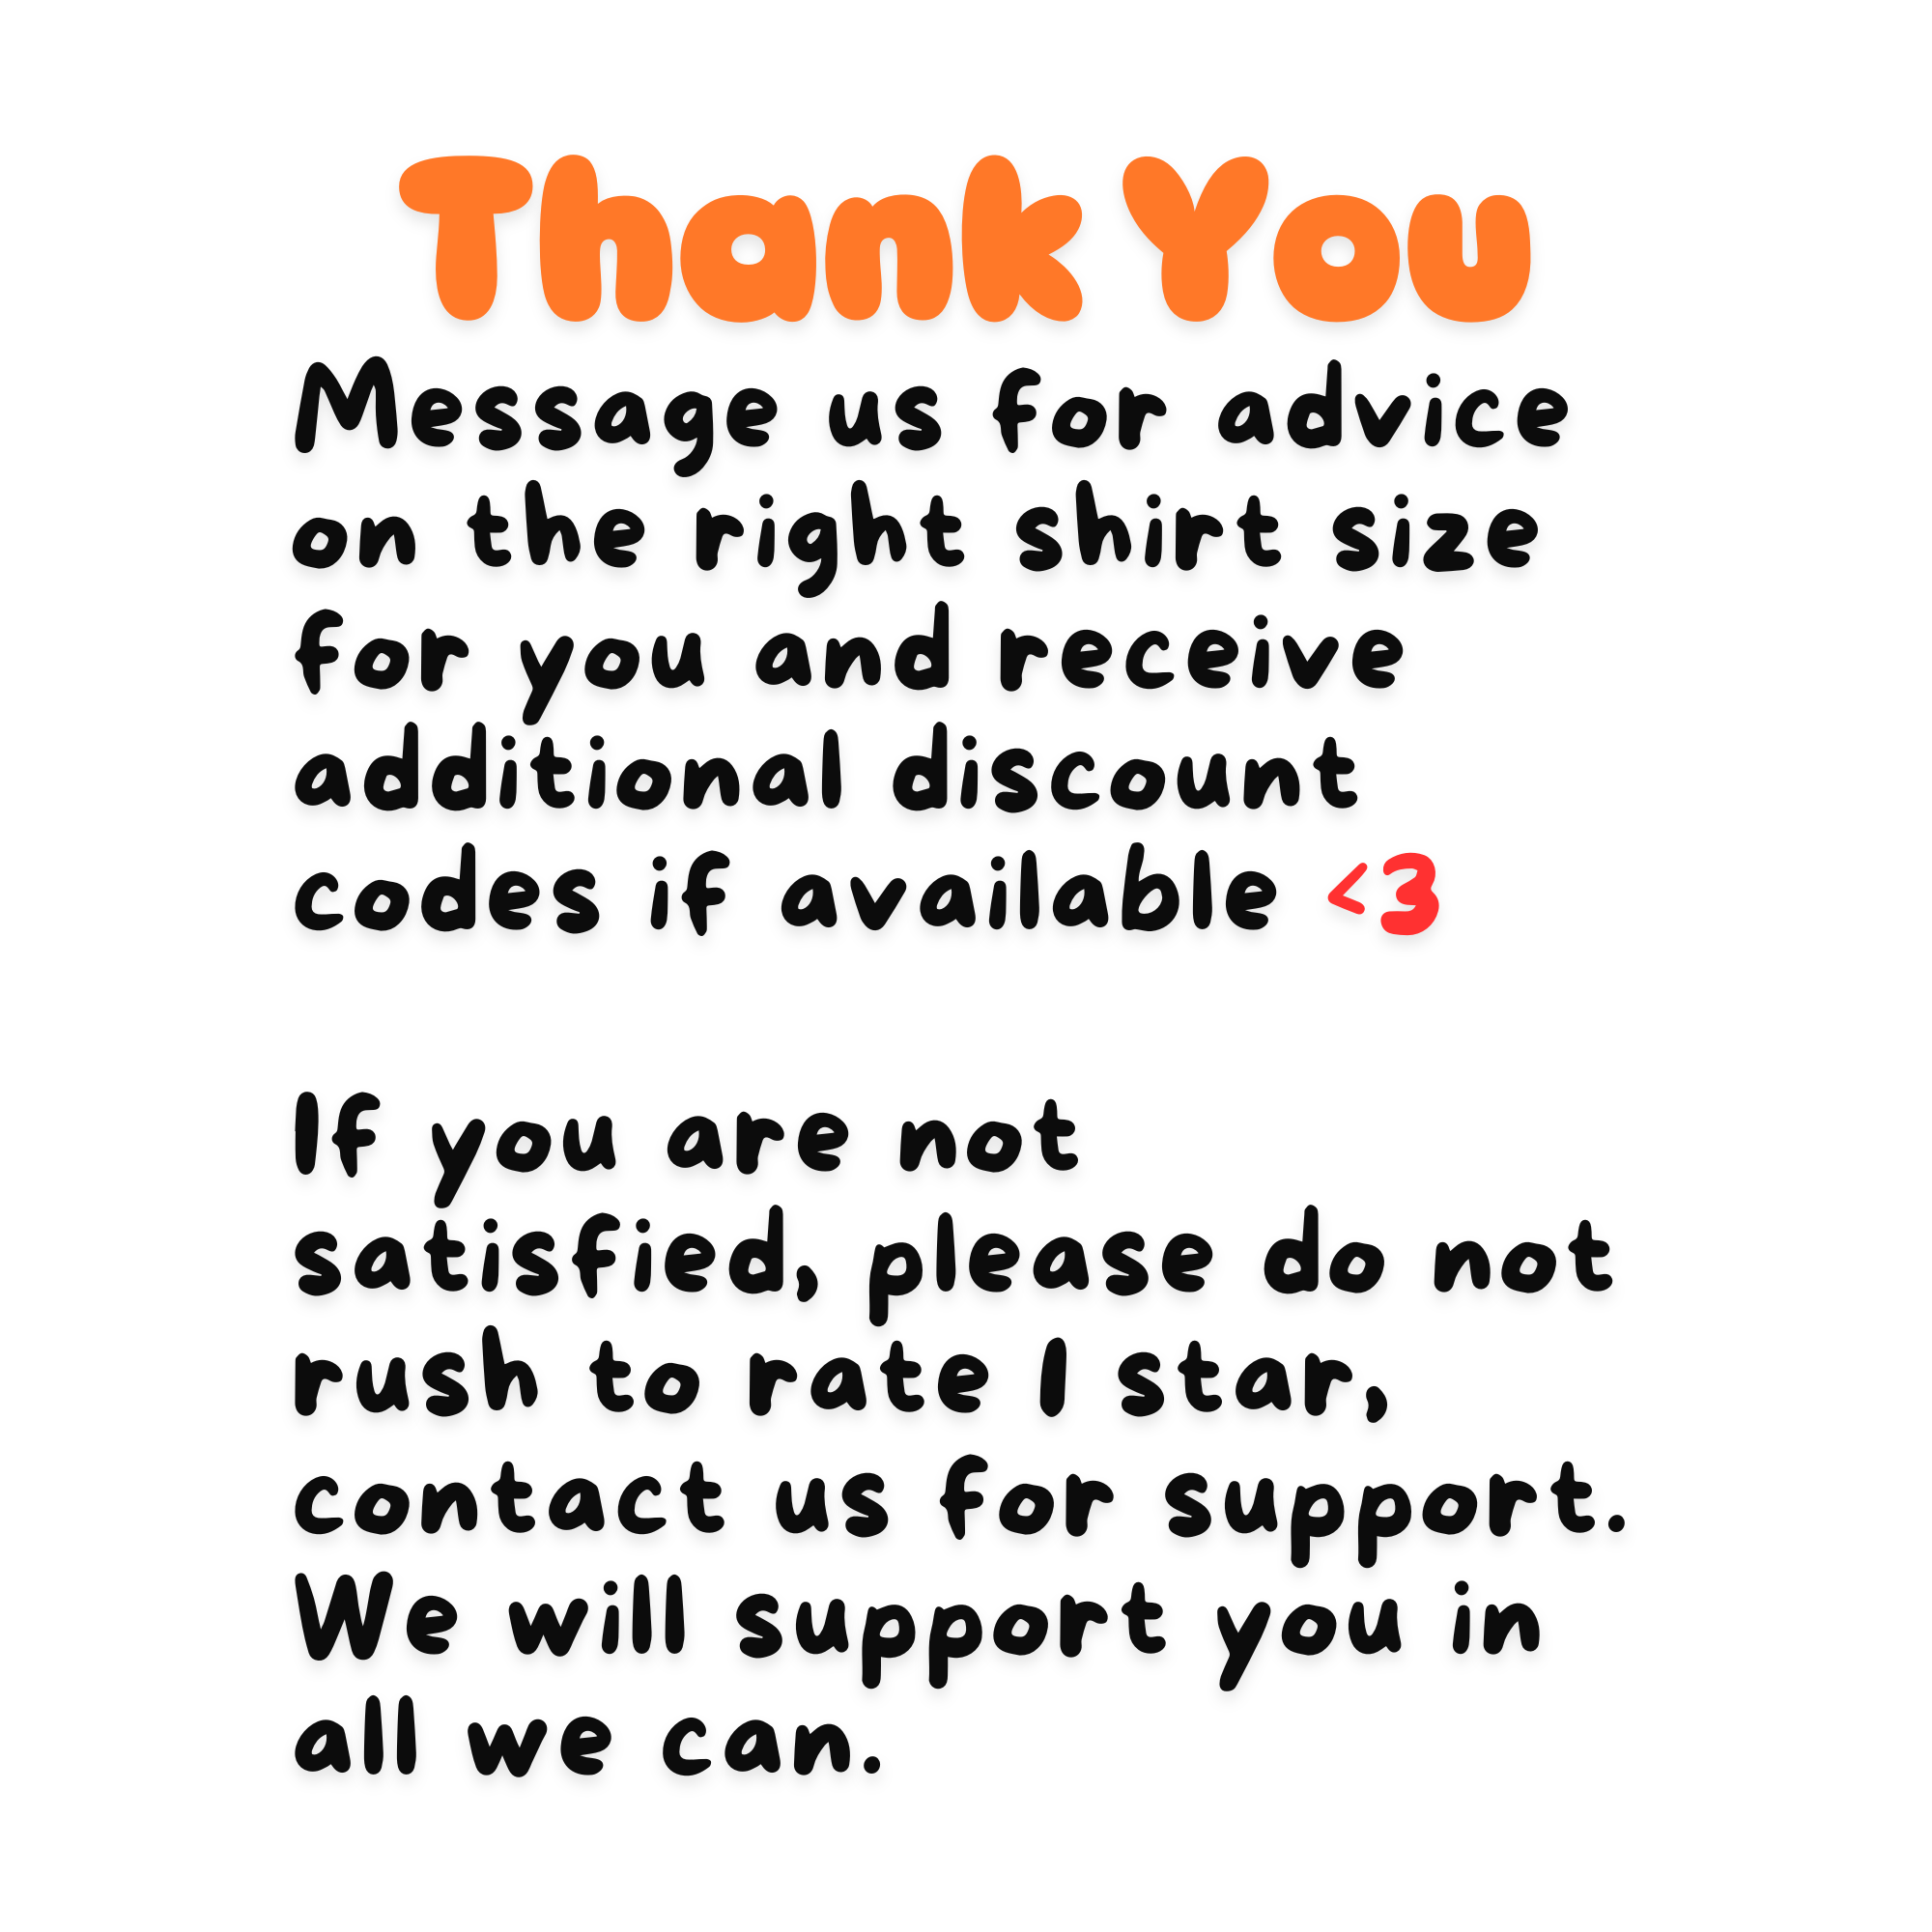 Thank You
Message us for advice
on the right shirt size
for you and receive
additional discount
codes if available <3
If you are not
satisfied, please do not
rush to rate 1 star,
contact us for support.
We will support you in
all we can.